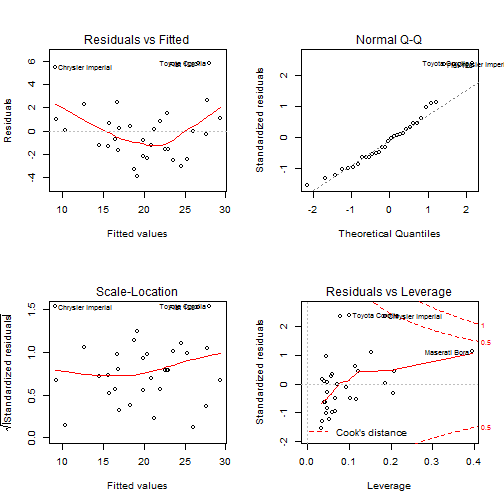 Residuals vs Fitted
Residuals
-4 -2 0 2 4 6
Chrysler Imperial
Toyota Corolla
10 15 20 25 30
Fitted values
Normal Q-Q
Standardized residuals
-1 0 1 2
Toyota Corolla
Chrysler Imperial
-2 -1 0 1 2
Theoretical Quantiles
Scale-Location
√|Standardized residuals|
0.0 0.5 1.0 1.5
Chrysler Imperial
Toyota Corolla
10 15 20 25 30
Fitted values
Residuals vs Leverage
Standardized residuals
-2 -1 0 1 2
Toyota Corolla
Chrysler Imperial
Maserati Bora
1
0.5
0.5
Cook's distance
0.0 0.1 0.2 0.3 0.4
Leverage